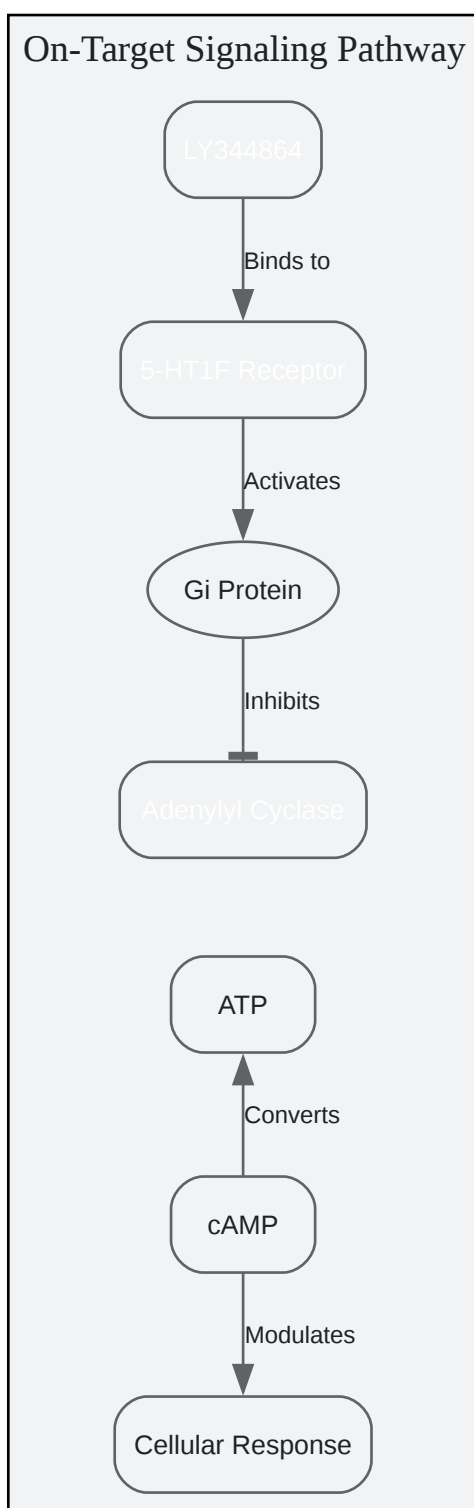 On-Target Signaling Pathway
LY344864
Binds to
5-HT1F Receptor
Activates
Gi Protein
Inhibits
Adenylyl Cyclase
ATP
Converts
cAMP
Modulates
Cellular Response